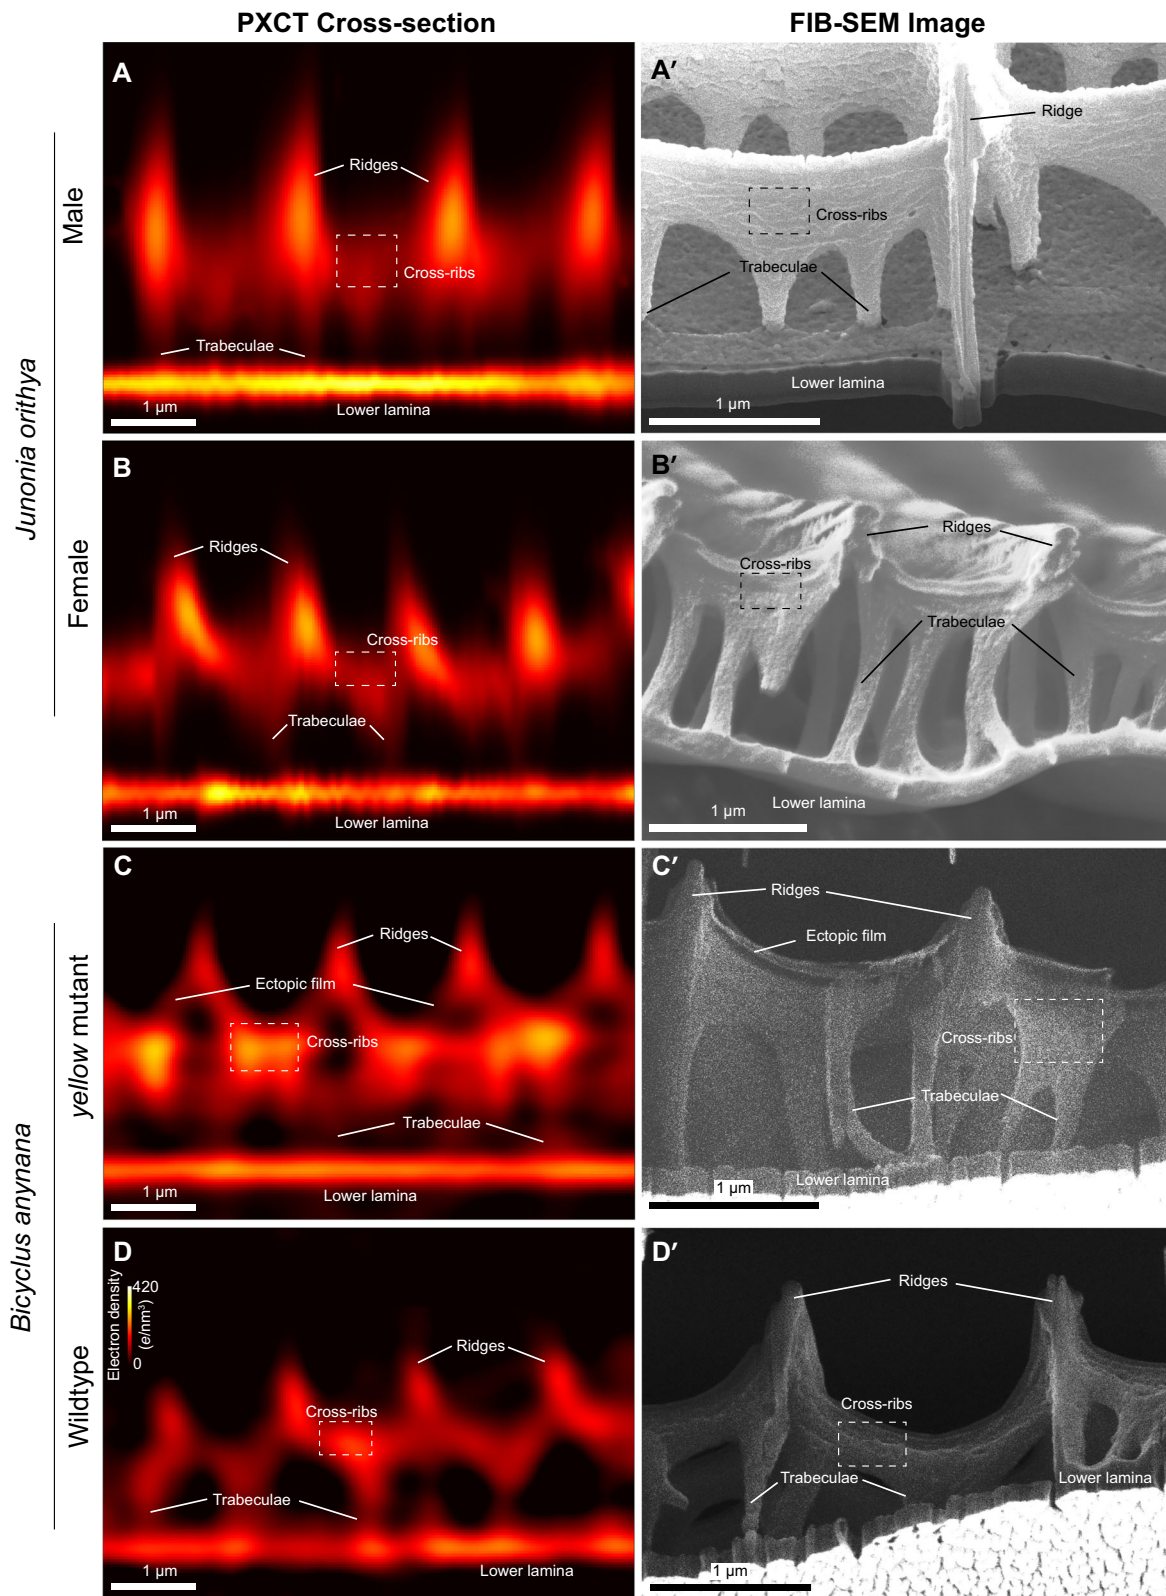 PXCT Cross-section
FIB-SEM Image
Junonia orithya
Male
A
Ridges
Cross-ribs
Trabeculae
1 µm
Lower lamina
A′
Ridge
Cross-ribs
Trabeculae
Lower lamina
1 µm
Female
B
Ridges
Cross-ribs
Trabeculae
1 µm
Lower lamina
B′
Ridges
Cross-ribs
Trabeculae
Lower lamina
1 µm
Bicyclus anynana
yellow mutant
C
Ridges
Ectopic film
Cross-ribs
Trabeculae
1 µm
Lower lamina
C′
Ridges
Ectopic film
Cross-ribs
Trabeculae
Lower lamina
1 µm
Wildtype
D
Electron density
(e/nm³)
420
0
Ridges
Cross-ribs
Trabeculae
1 µm
Lower lamina
D′
Ridges
Cross-ribs
Trabeculae
Lower lamina
1 µm